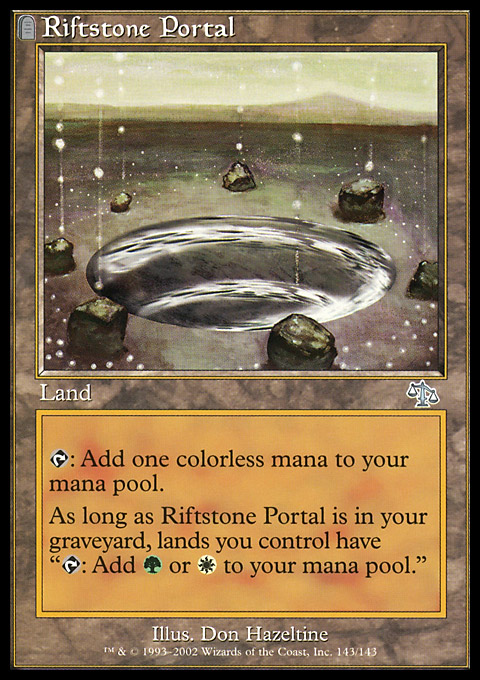 Riftstone Portal
Land
: Add one colorless mana to your
mana pool.
As long as Riftstone Portal is in your
graveyard, lands you control have
“: Add or to your mana pool.”
Illus. Don Hazeltine
™ & © 1993–2002 Wizards of the Coast, Inc. 143/143